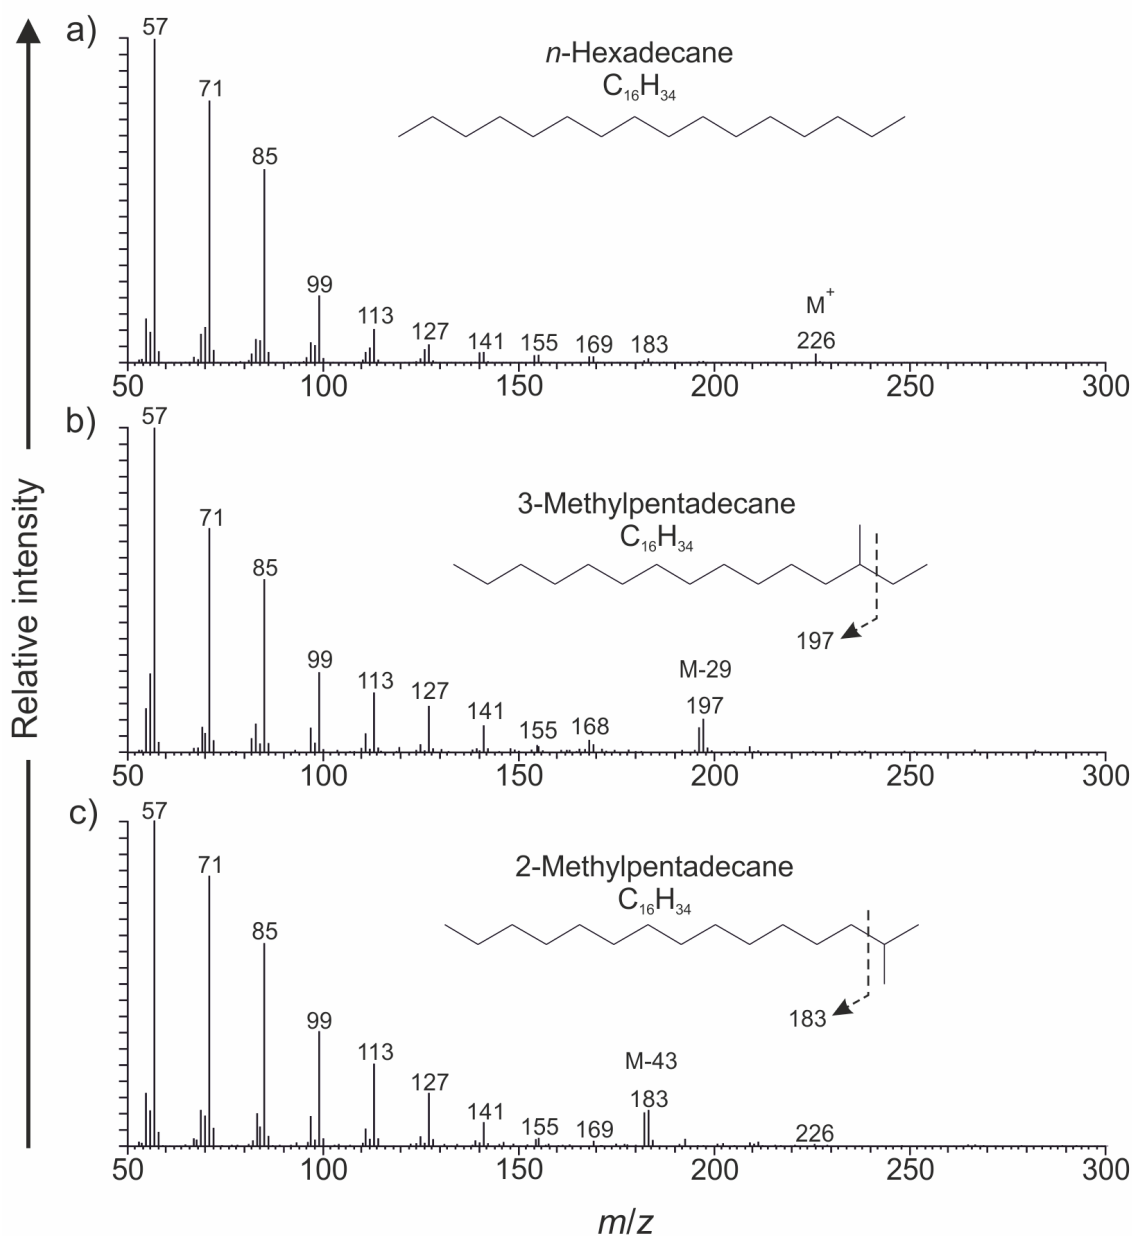 a)
n-Hexadecane
C16H34
57
71
85
99
113
127
141
155
169
183
M+
226
50 100 150 200 250 300
b)
3-Methylpentadecane
C16H34
57
71
85
99
113
127
141
155
168
M-29
197
197
50 100 150 200 250 300
c)
2-Methylpentadecane
C16H34
57
71
85
99
113
127
141
155
169
M-43
183
183
226
50 100 150 200 250 300
m/z
Relative intensity